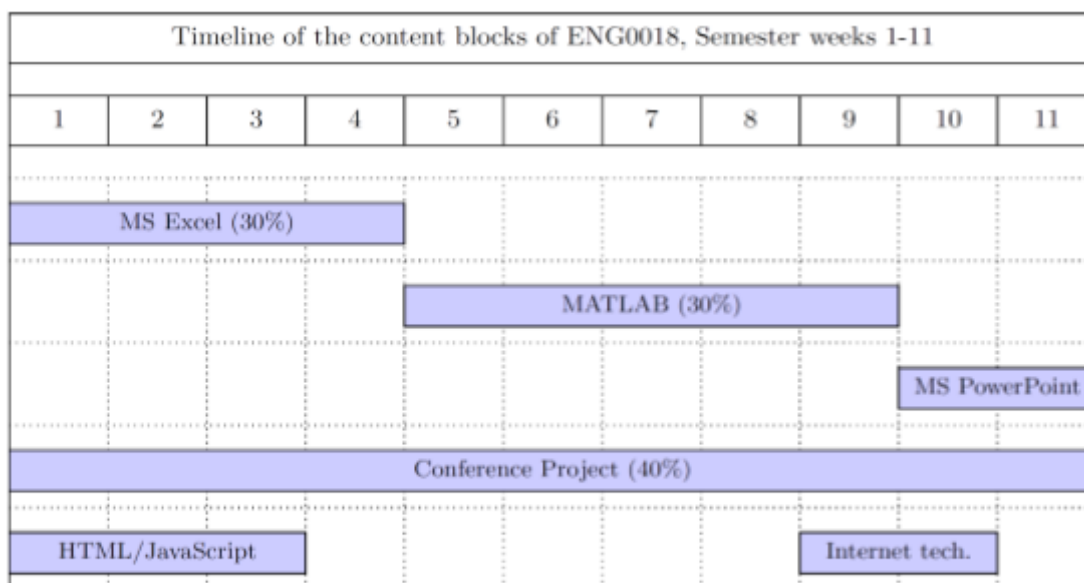 Timeline of the content blocks of ENG0018, Semester weeks 1-11
1 2 3 4 5 6 7 8 9 10 11
MS Excel (30%)
MATLAB (30%)
MS PowerPoint
Conference Project (40%)
HTML/JavaScript Internet tech.